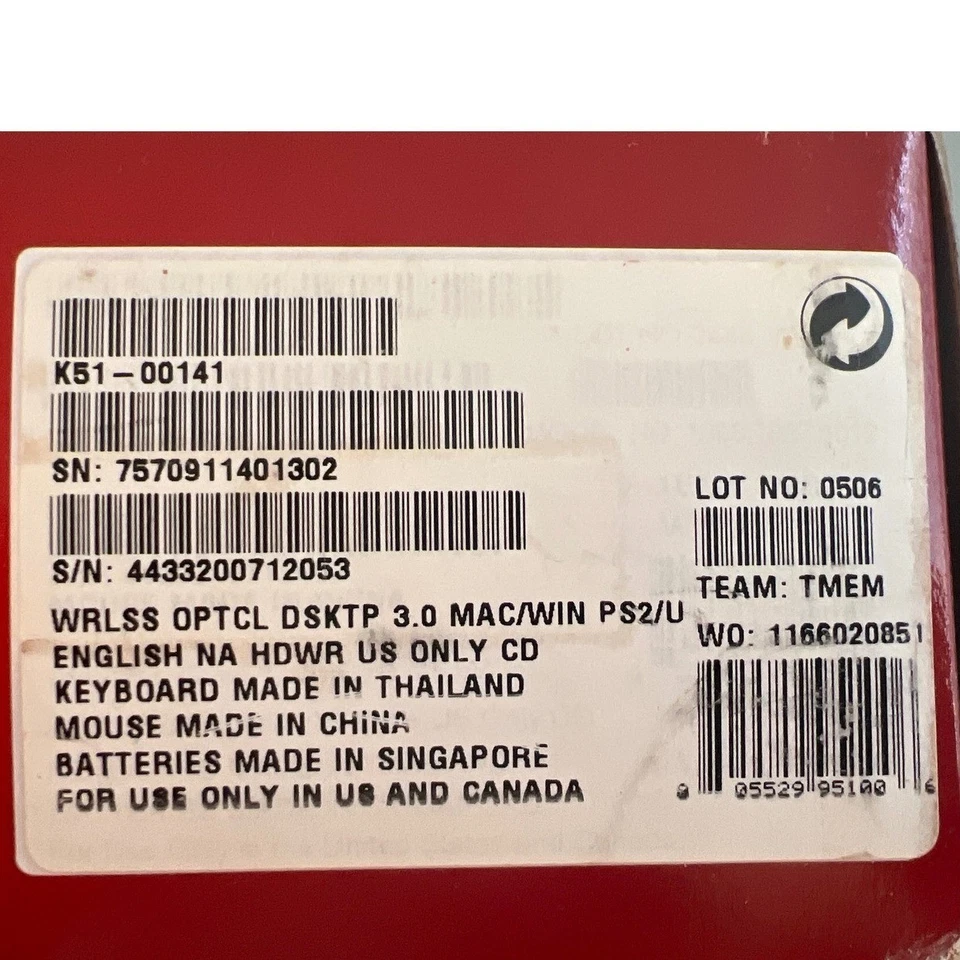 K51-00141
SN: 7570911401302
S/N: 4433200712053
WRLSS OPTCL DSKTP 3.0 MAC/WIN PS2/U
ENGLISH NA HDWR US ONLY CD
KEYBOARD MADE IN THAILAND
MOUSE MADE IN CHINA
BATTERIES MADE IN SINGAPORE
FOR USE ONLY IN US AND CANADA
LOT NO: 0506
TEAM: TMEM
WO: 1166020851
05529 95100 6